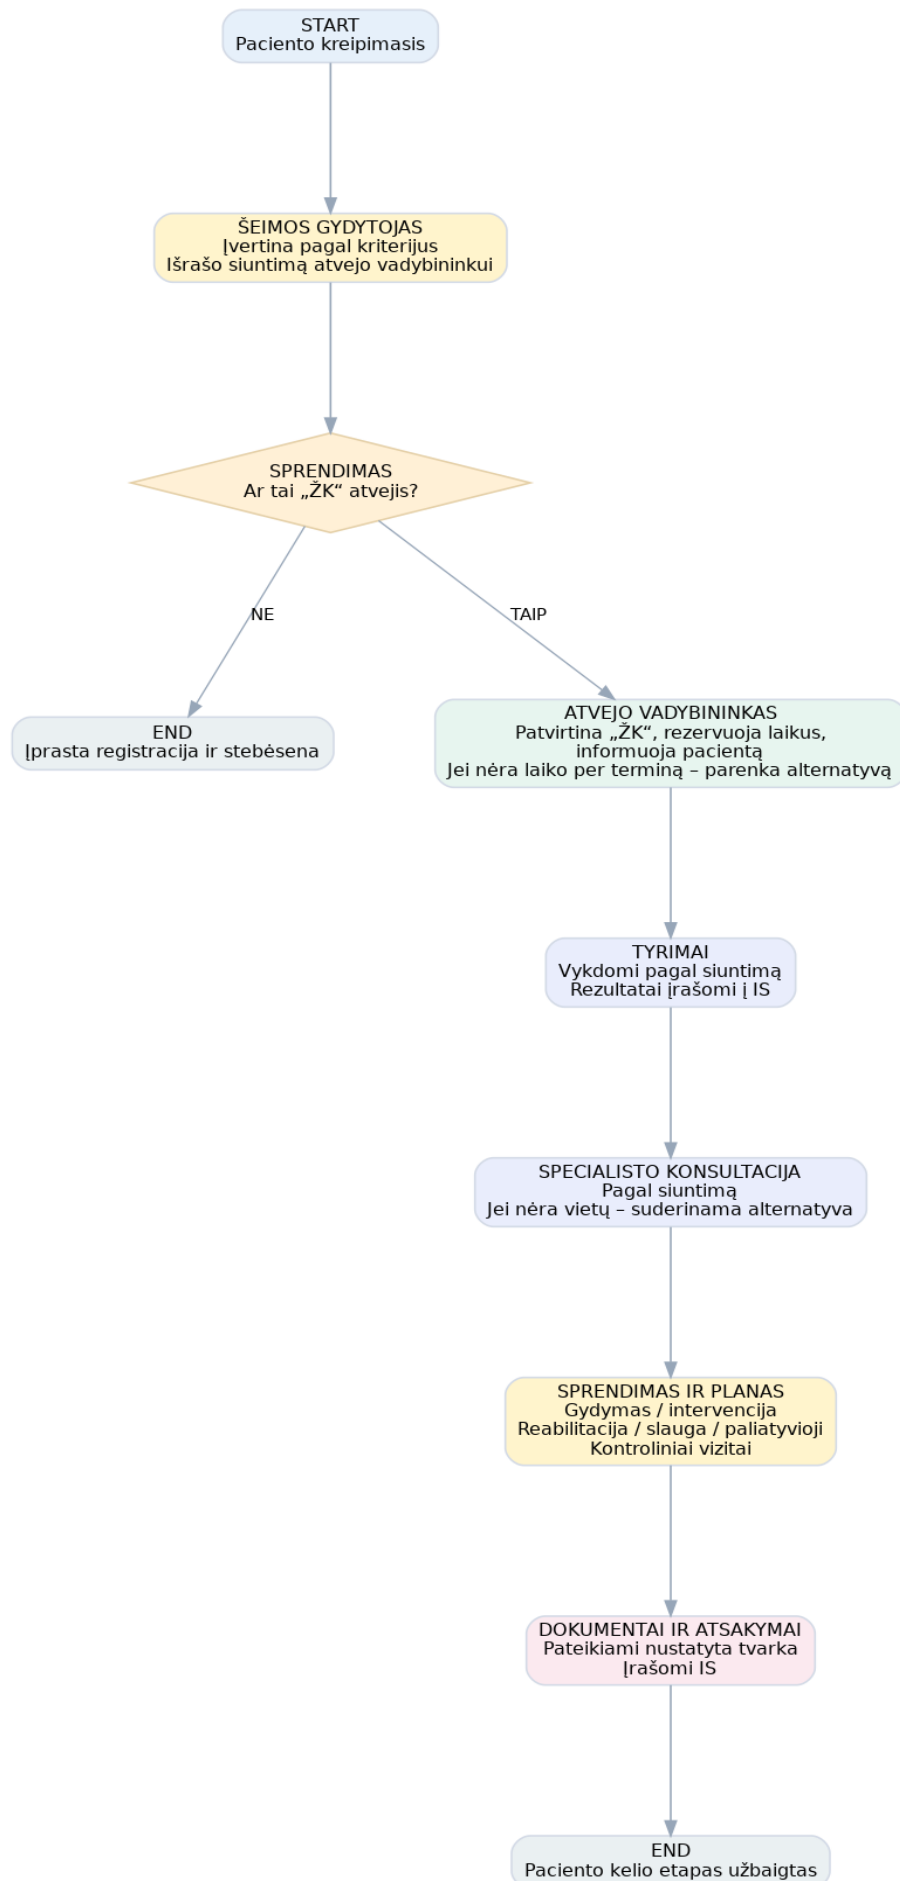 START
Paciento kreipimasis
ŠEIMOS GYDYTOJAS
Įvertina pagal kriterijus
Išrašo siuntimą atvejo vadybininkui
SPRENDIMAS
Ar tai „ŽK“ atvejis?
NE
TAIP
END
Įprasta registracija ir stebėsena
ATVEJO VADYBININKAS
Patvirtina „ŽK“, rezervuoja laikus,
informuoja pacientą
Jei nėra laiko per terminą – parenka alternatyvą
TYRIMAI
Vykdomi pagal siuntimą
Rezultatai įrašomi į IS
SPECIALISTO KONSULTACIJA
Pagal siuntimą
Jei nėra vietų – suderinama alternatyva
SPRENDIMAS IR PLANAS
Gydymas / intervencija
Reabilitacija / slauga / paliatyvioji
Kontroliniai vizitai
DOKUMENTAI IR ATSAKYMAI
Pateikiami nustatyta tvarka
Įrašomi IS
END
Paciento kelio etapas užbaigtas